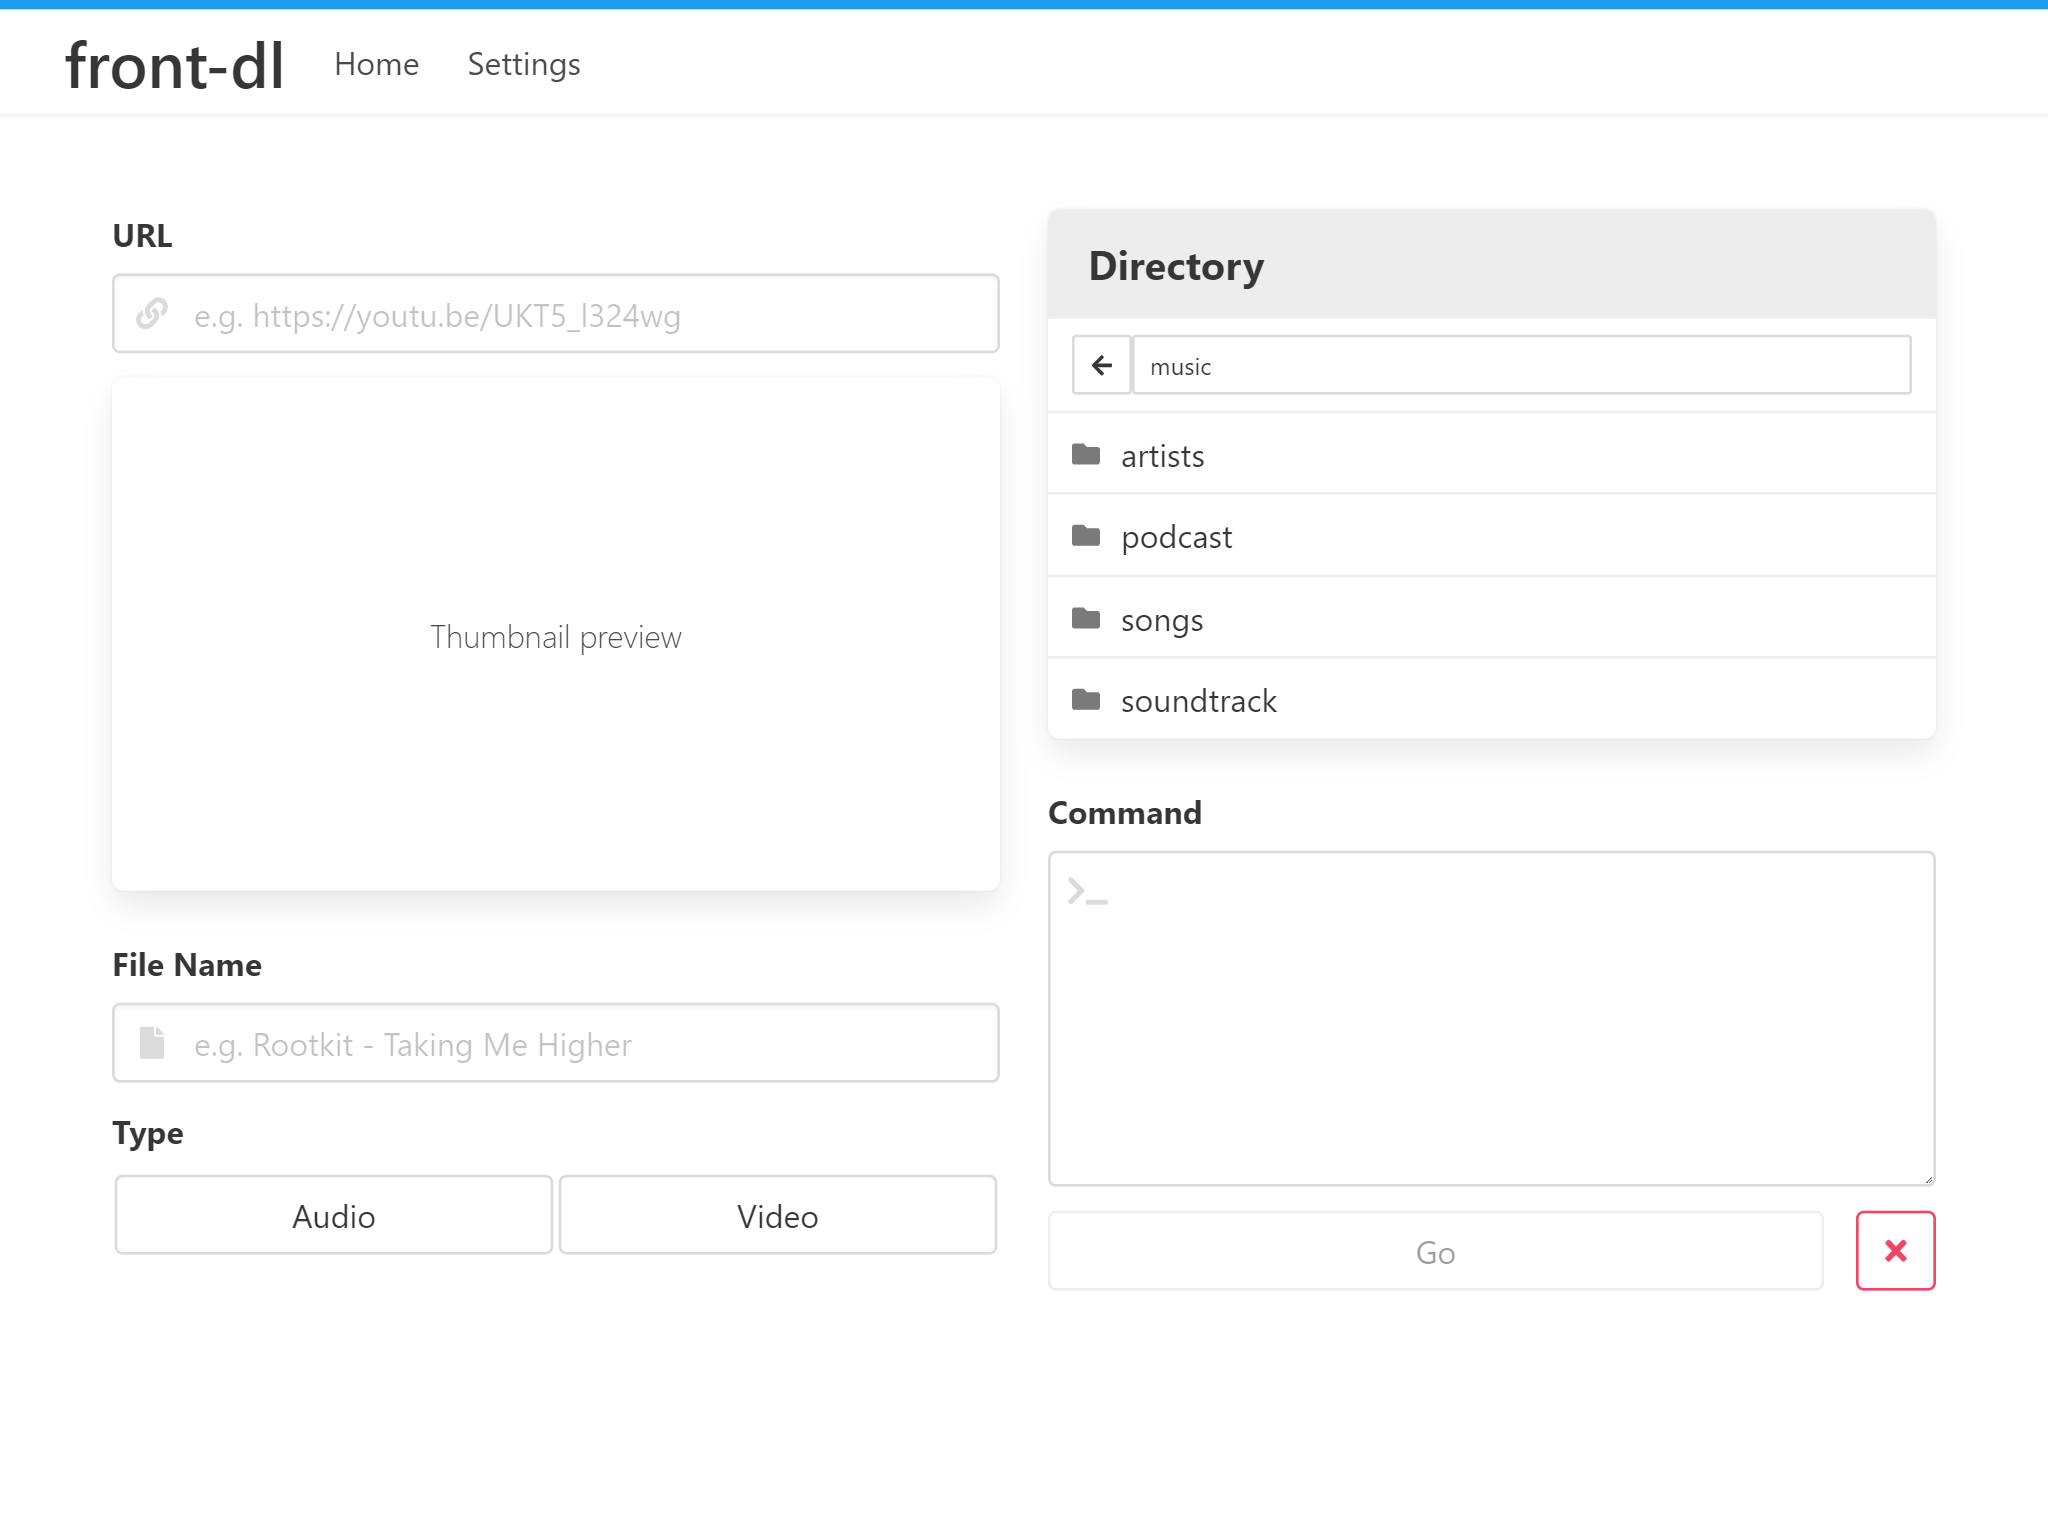 front-dl Home Settings
URL
e.g. https://youtu.be/UKT5_l324wg
Thumbnail preview
File Name
e.g. Rootkit - Taking Me Higher
Type
Audio Video
Directory
music
artists
podcast
songs
soundtrack
Command
>_
Go